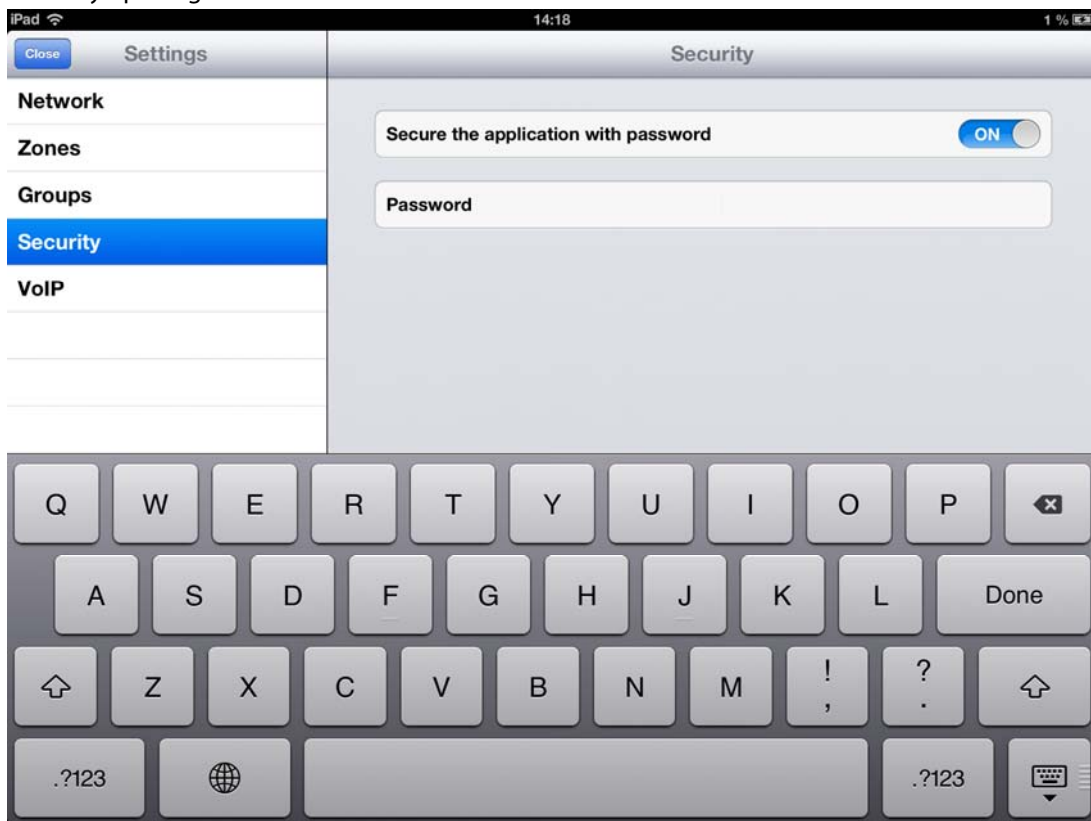 iPad 14:18 1 %
Close Settings Security
Network
Secure the application with password ON
Zones
Groups
Password
Security
VoIP
Q W E R T Y U I O P
A S D F G H J K L Done
Z X C V B N M ! , ? .
.?123 .?123